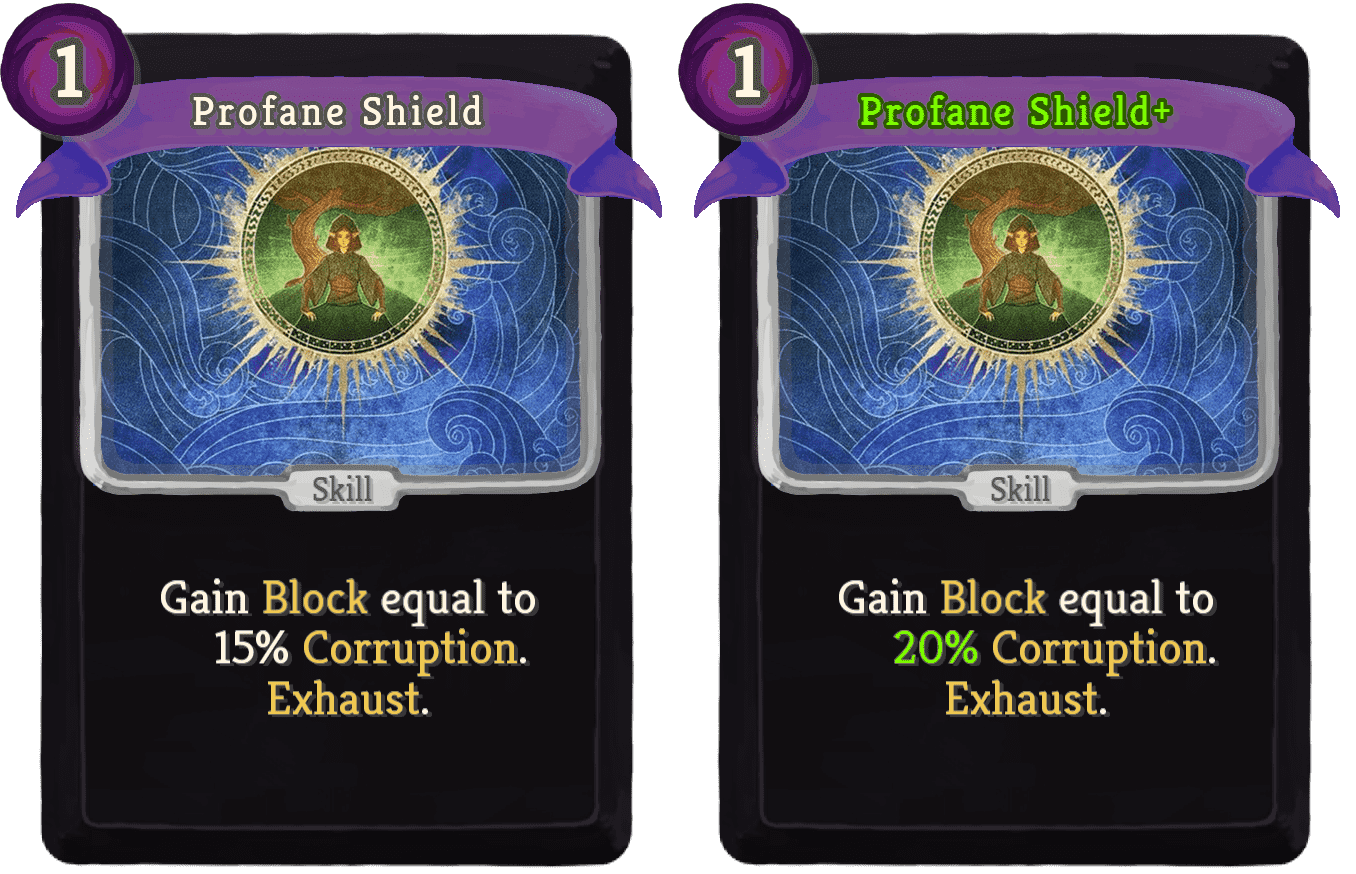 1
Profane Shield
Skill
Gain Block equal to
15% Corruption.
Exhaust.
1
Profane Shield+
Skill
Gain Block equal to
20% Corruption.
Exhaust.